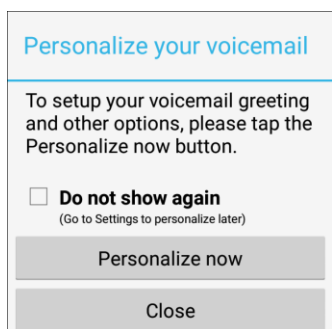 Personalize your voicemail
To setup your voicemail greeting
and other options, please tap the
Personalize now button.
Do not show again
(Go to Settings to personalize later)
Personalize now
Close